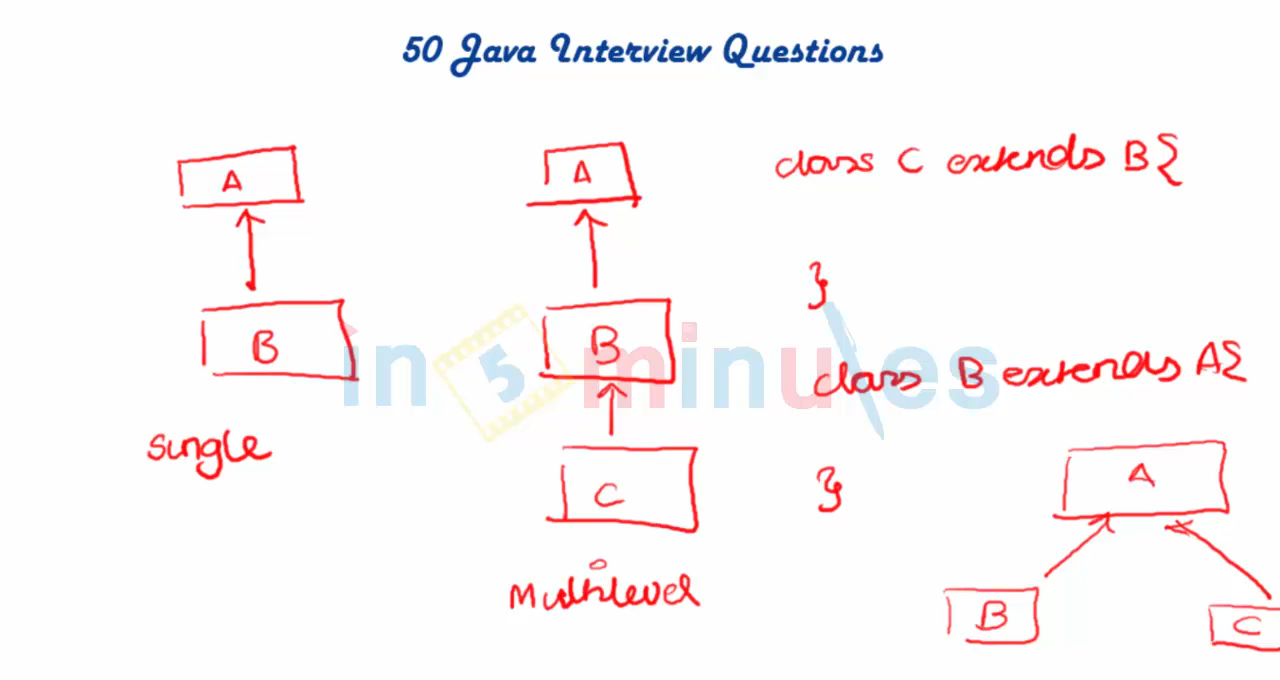 50 Java Interview Questions
A
B
Single
A
B
C
Multilevel
class C extends B{
}
class B extends A{
}
A
B
C
in 5 minutes